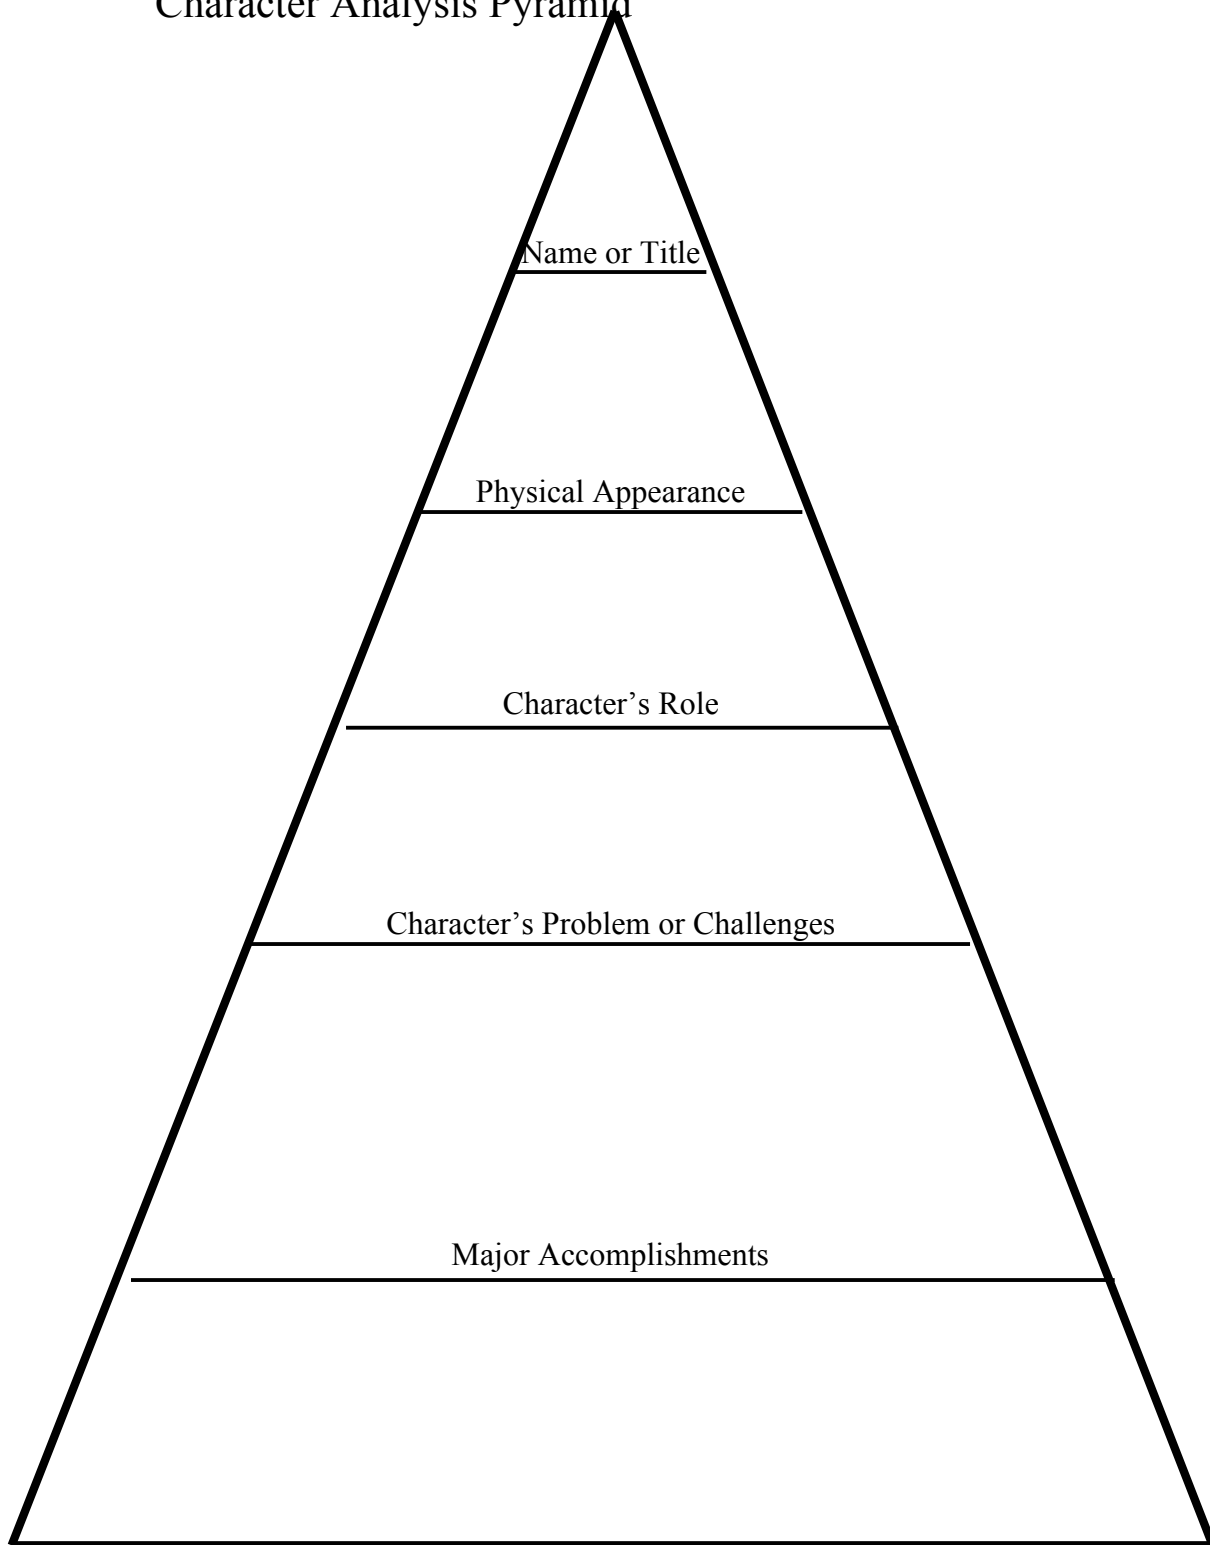 Character Analysis Pyramid
Name or Title
Physical Appearance
Character’s Role
Character’s Problem or Challenges
Major Accomplishments